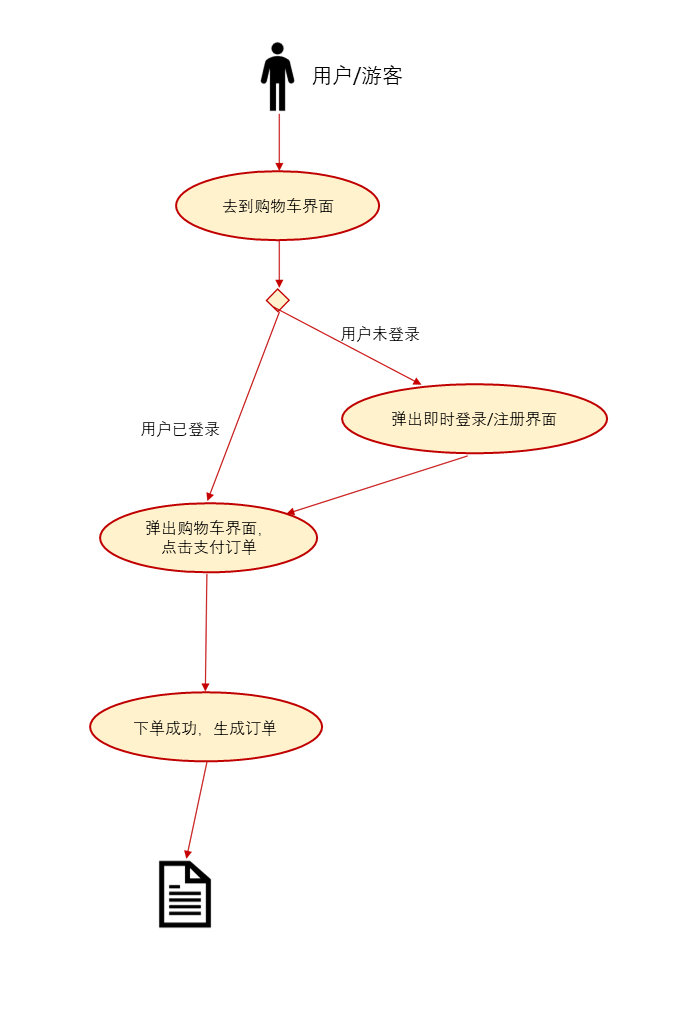 用户/游客
去到购物车界面
用户未登录
弹出即时登录/注册界面
用户已登录
弹出购物车界面，
点击支付订单
下单成功，生成订单